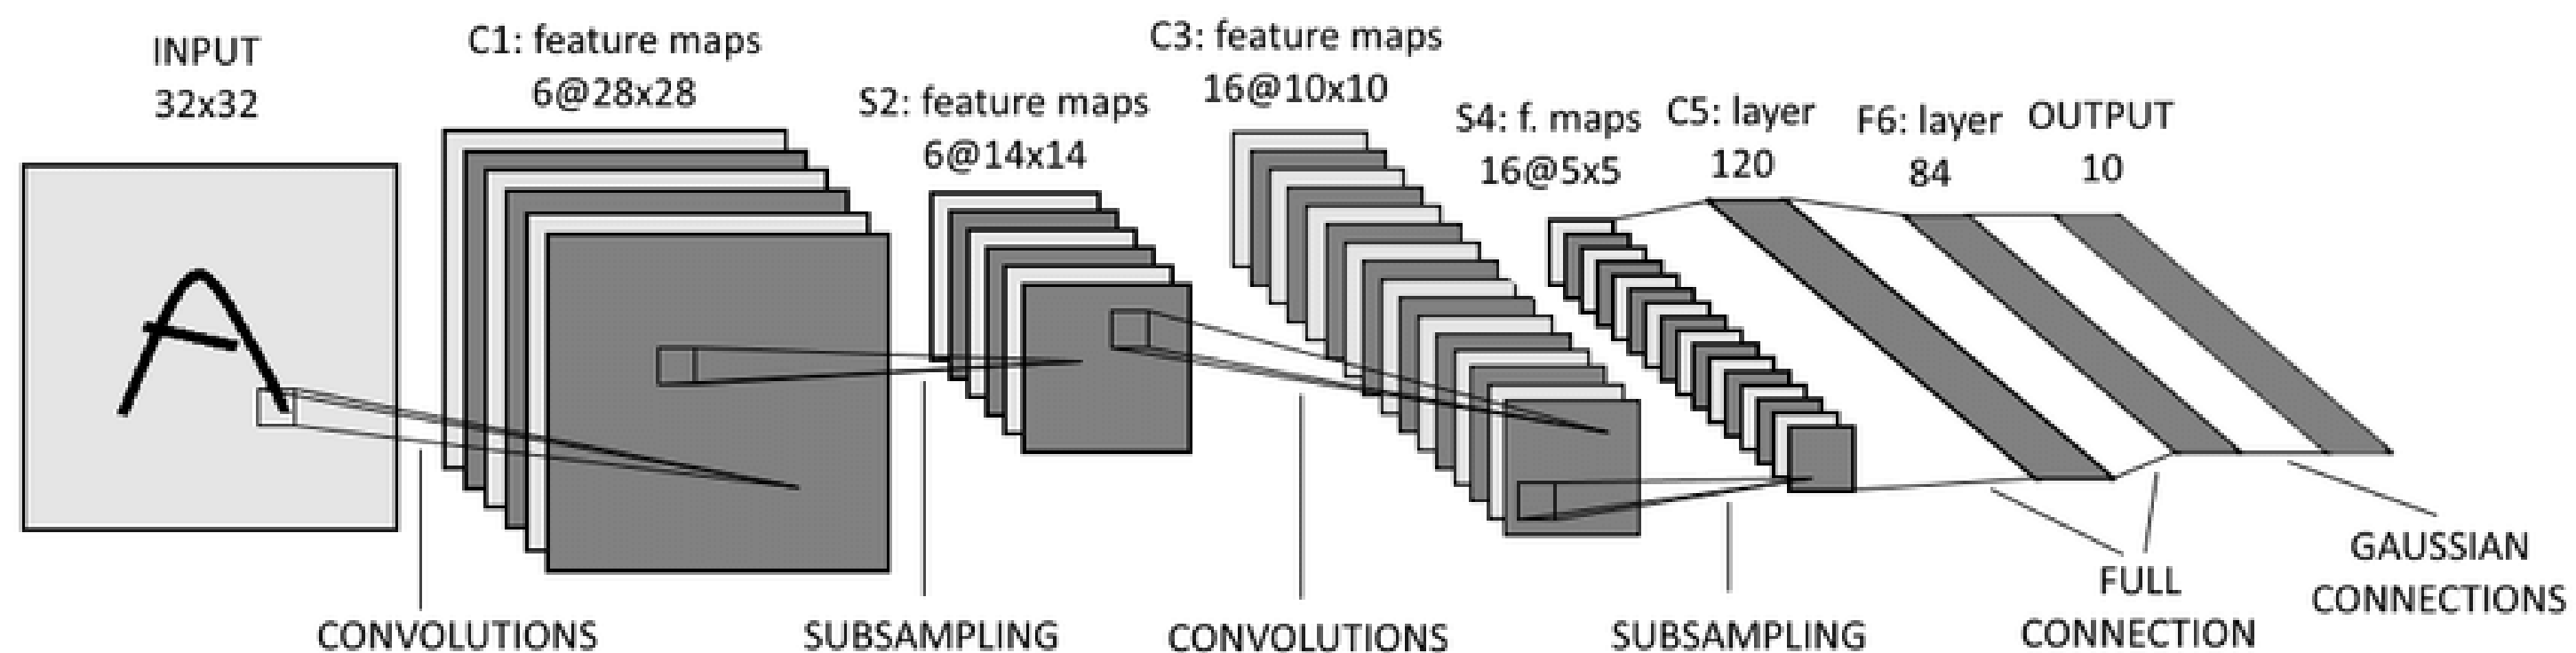 INPUT
32x32
C1: feature maps
6@28x28
S2: feature maps
6@14x14
C3: feature maps
16@10x10
S4: f. maps
16@5x5
C5: layer
120
F6: layer
84
OUTPUT
10
A
CONVOLUTIONS
SUBSAMPLING
CONVOLUTIONS
SUBSAMPLING
FULL
CONNECTION
GAUSSIAN
CONNECTIONS